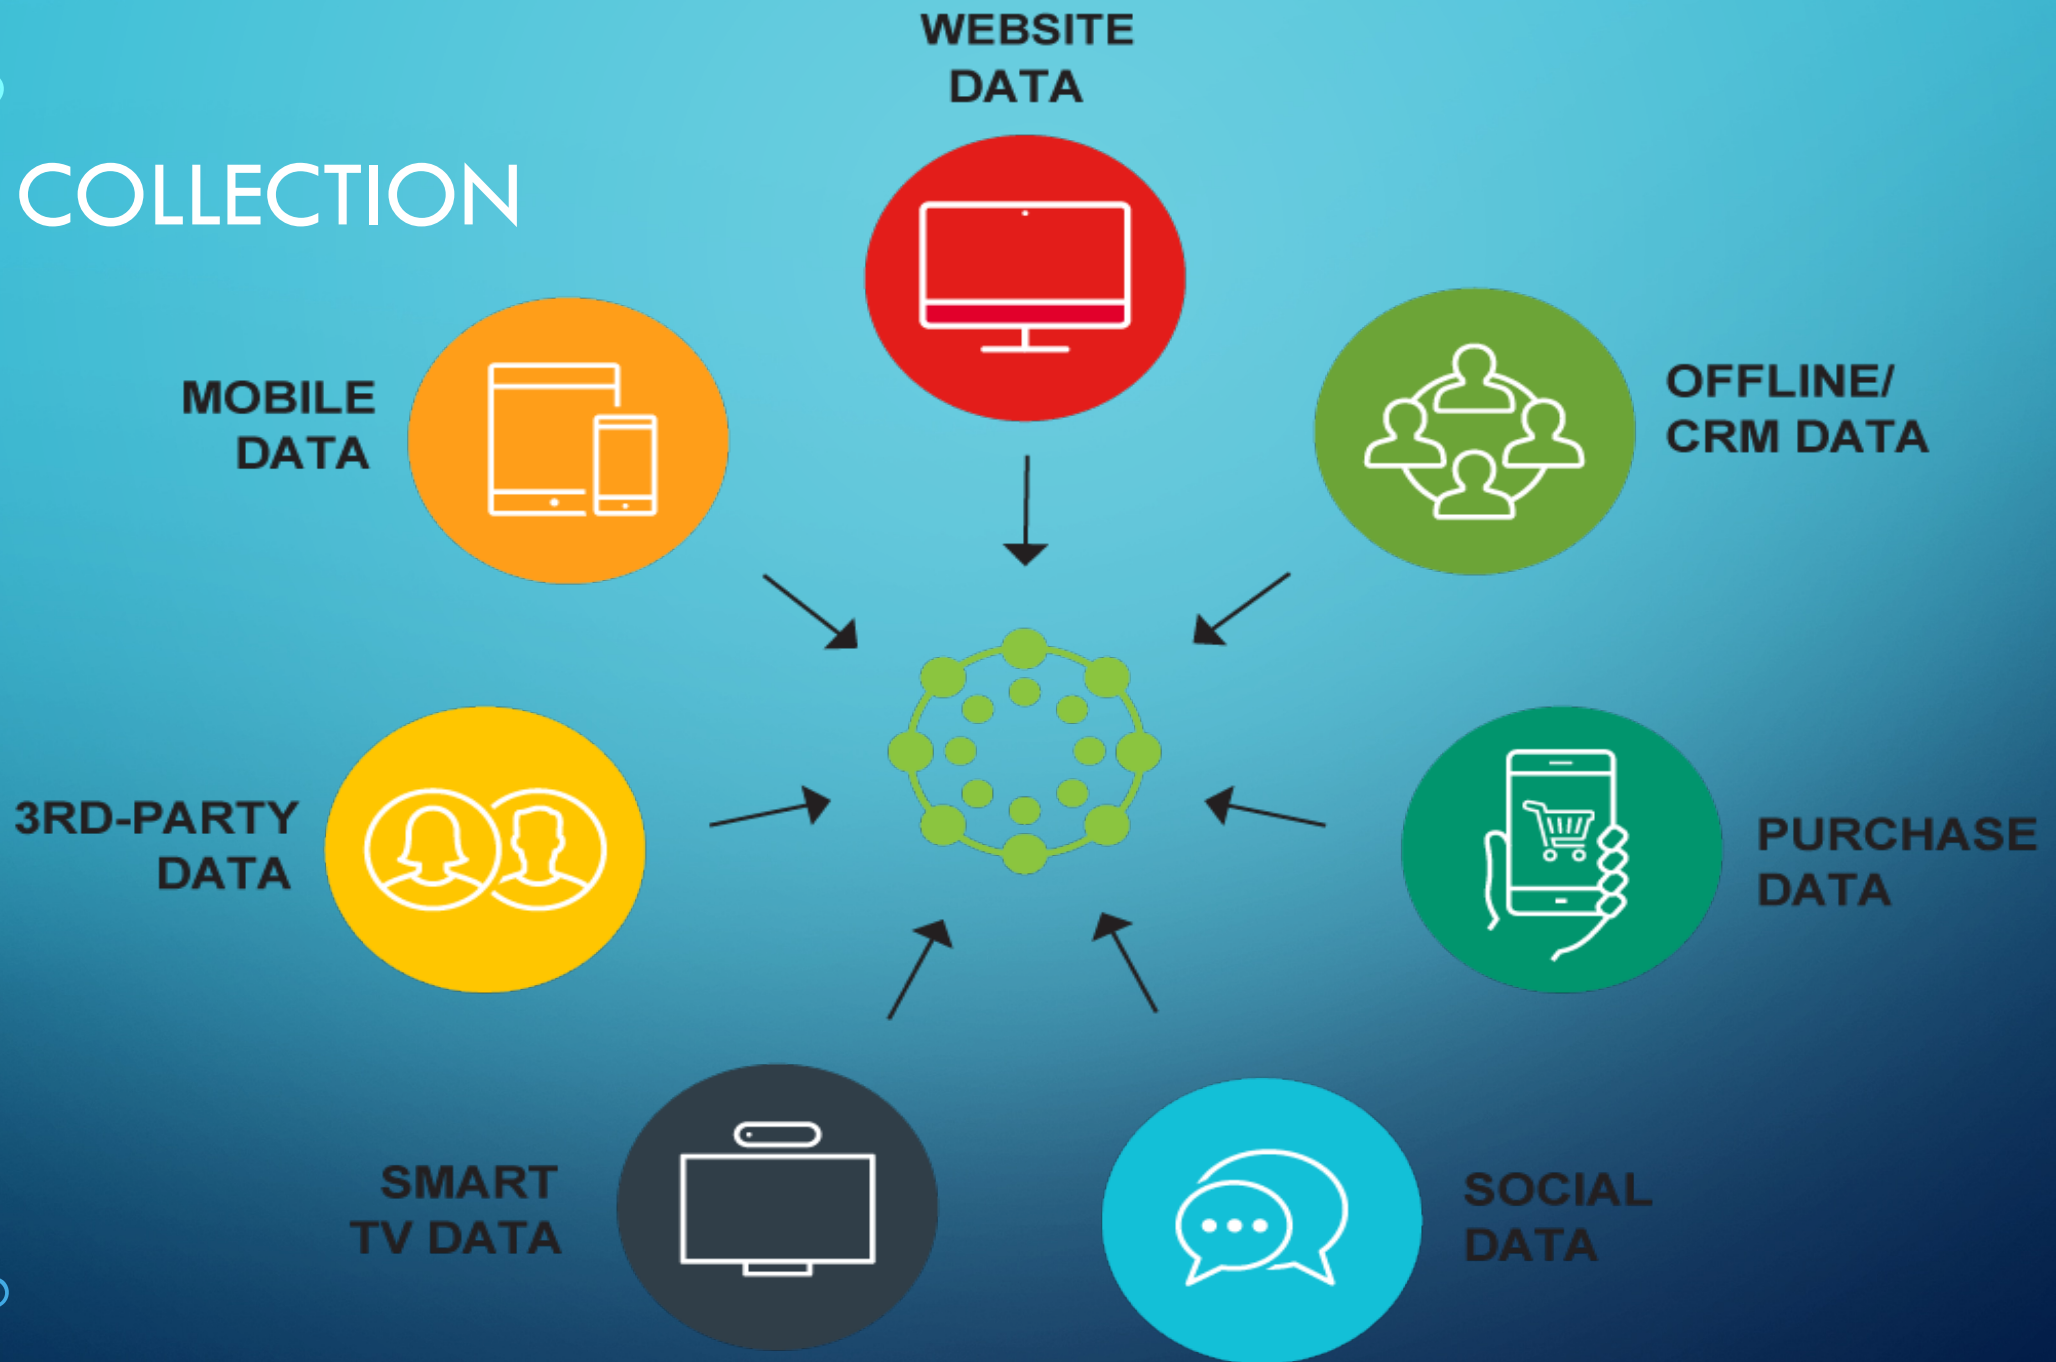 WEBSITE
DATA
COLLECTION
MOBILE
DATA
OFFLINE/
CRM DATA
3RD-PARTY
DATA
PURCHASE
DATA
SMART
TV DATA
SOCIAL
DATA